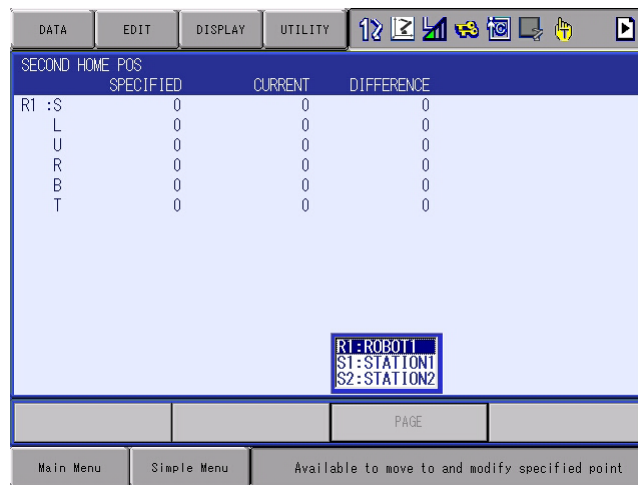 DATA EDIT DISPLAY UTILITY
SECOND HOME POS
SPECIFIED CURRENT DIFFERENCE
R1 :S 0 0 0
L 0 0 0
U 0 0 0
R 0 0 0
B 0 0 0
T 0 0 0
R1:ROBOT1
S1:STATION1
S2:STATION2
PAGE
Main Menu Simple Menu Available to move to and modify specified point